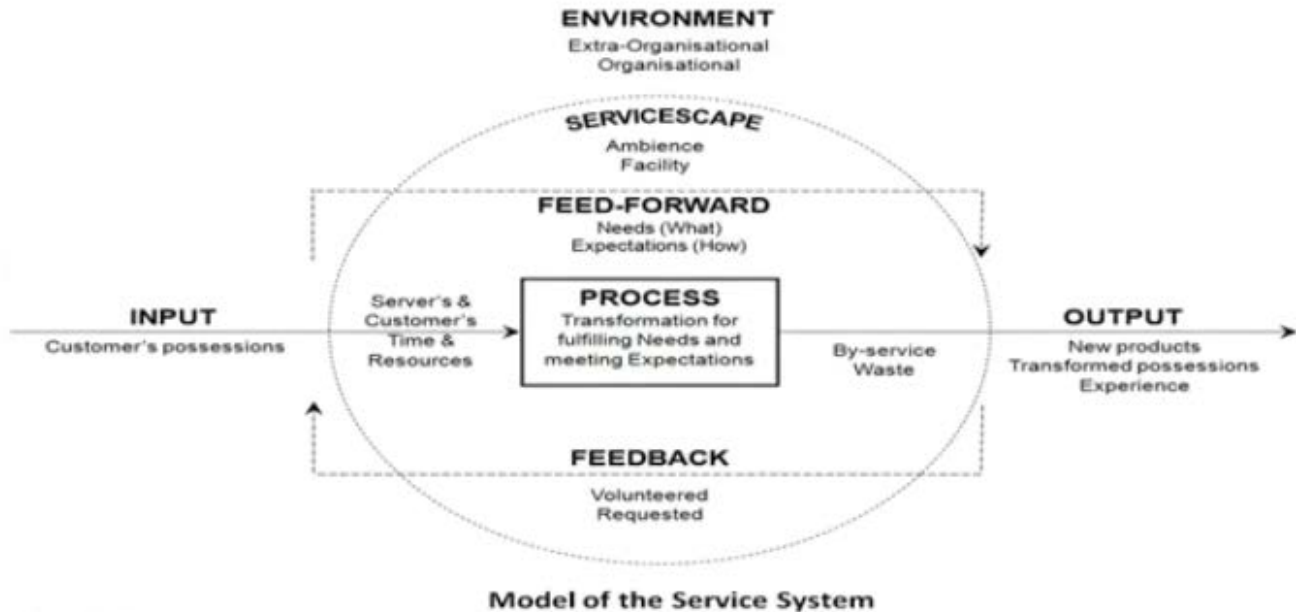 ENVIRONMENT
Extra-Organisational
Organisational
SERVICESCAPE
Ambience
Facility
FEED-FORWARD
Needs (What)
Expectations (How)
INPUT
Customer's possessions
Server's &
Customer's
Time &
Resources
PROCESS
Transformation for
fulfilling Needs and
meeting Expectations
By-service
Waste
OUTPUT
New products
Transformed possessions
Experience
FEEDBACK
Volunteered
Requested
Model of the Service System